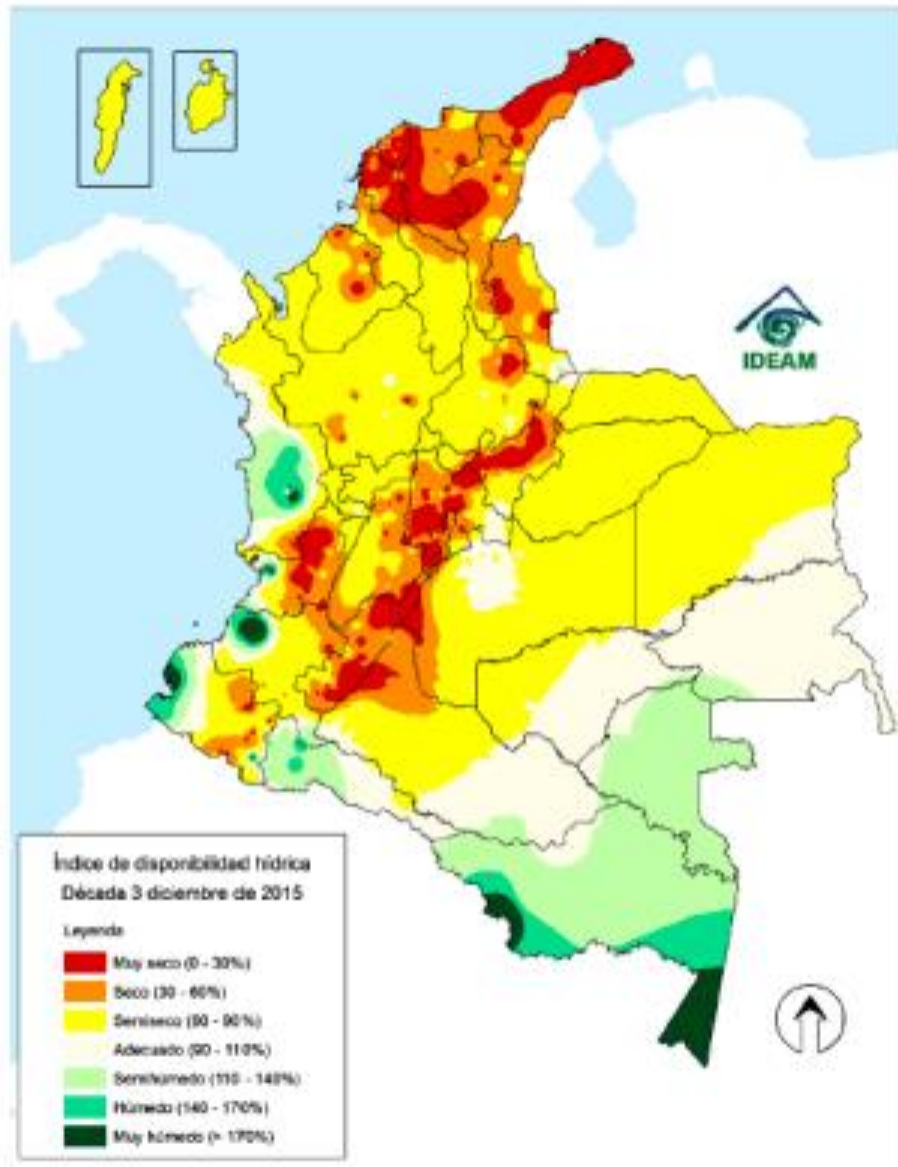 IDEAM
Índice de disponibilidad hídrica
Década 3 diciembre de 2015
Leyenda
Muy seco (0 - 30%)
Seco (30 - 60%)
Semiseco (60 - 90%)
Adecuado (90 - 110%)
Semihúmedo (110 - 140%)
Húmedo (140 - 170%)
Muy húmedo (> 170%)